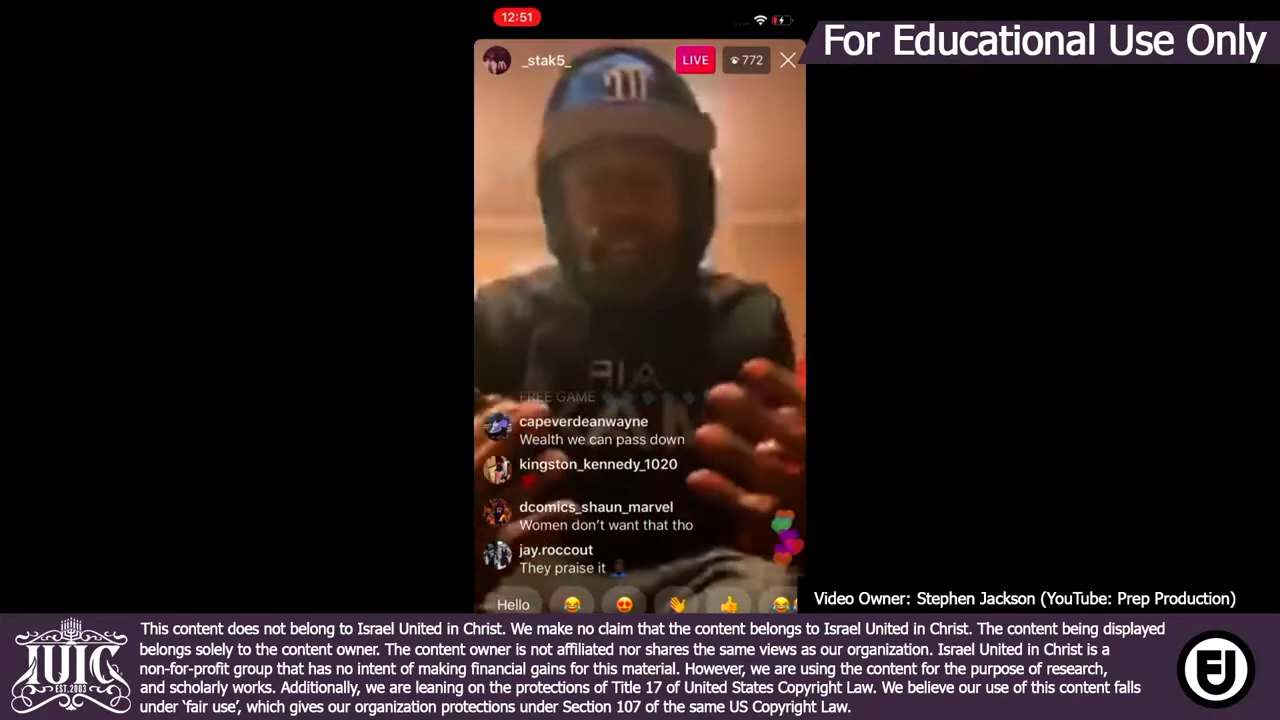 12:51
For Educational Use Only
_stak5_
LIVE
772
FREE GAME
capeverdeanwayne
Wealth we can pass down
kingston_kennedy_1020
dcomics_shaun_marvel
Women don't want that tho
jay.roccout
They praise it
Hello
Video Owner: Stephen Jackson (YouTube: Prep Production)
This content does not belong to Israel United in Christ. We make no claim that the content belongs to Israel United in Christ. The content being displayed
belongs solely to the content owner. The content owner is not affiliated nor shares the same views as our organization. Israel United in Christ is a
non-for-profit group that has no intent of making financial gains for this material. However, we are using the content for the purpose of research,
and scholarly works. Additionally, we are leaning on the protections of Title 17 of United States Copyright Law. We believe our use of this content falls
under 'fair use', which gives our organization protections under Section 107 of the same US Copyright Law.
IUIC
EST. 2003